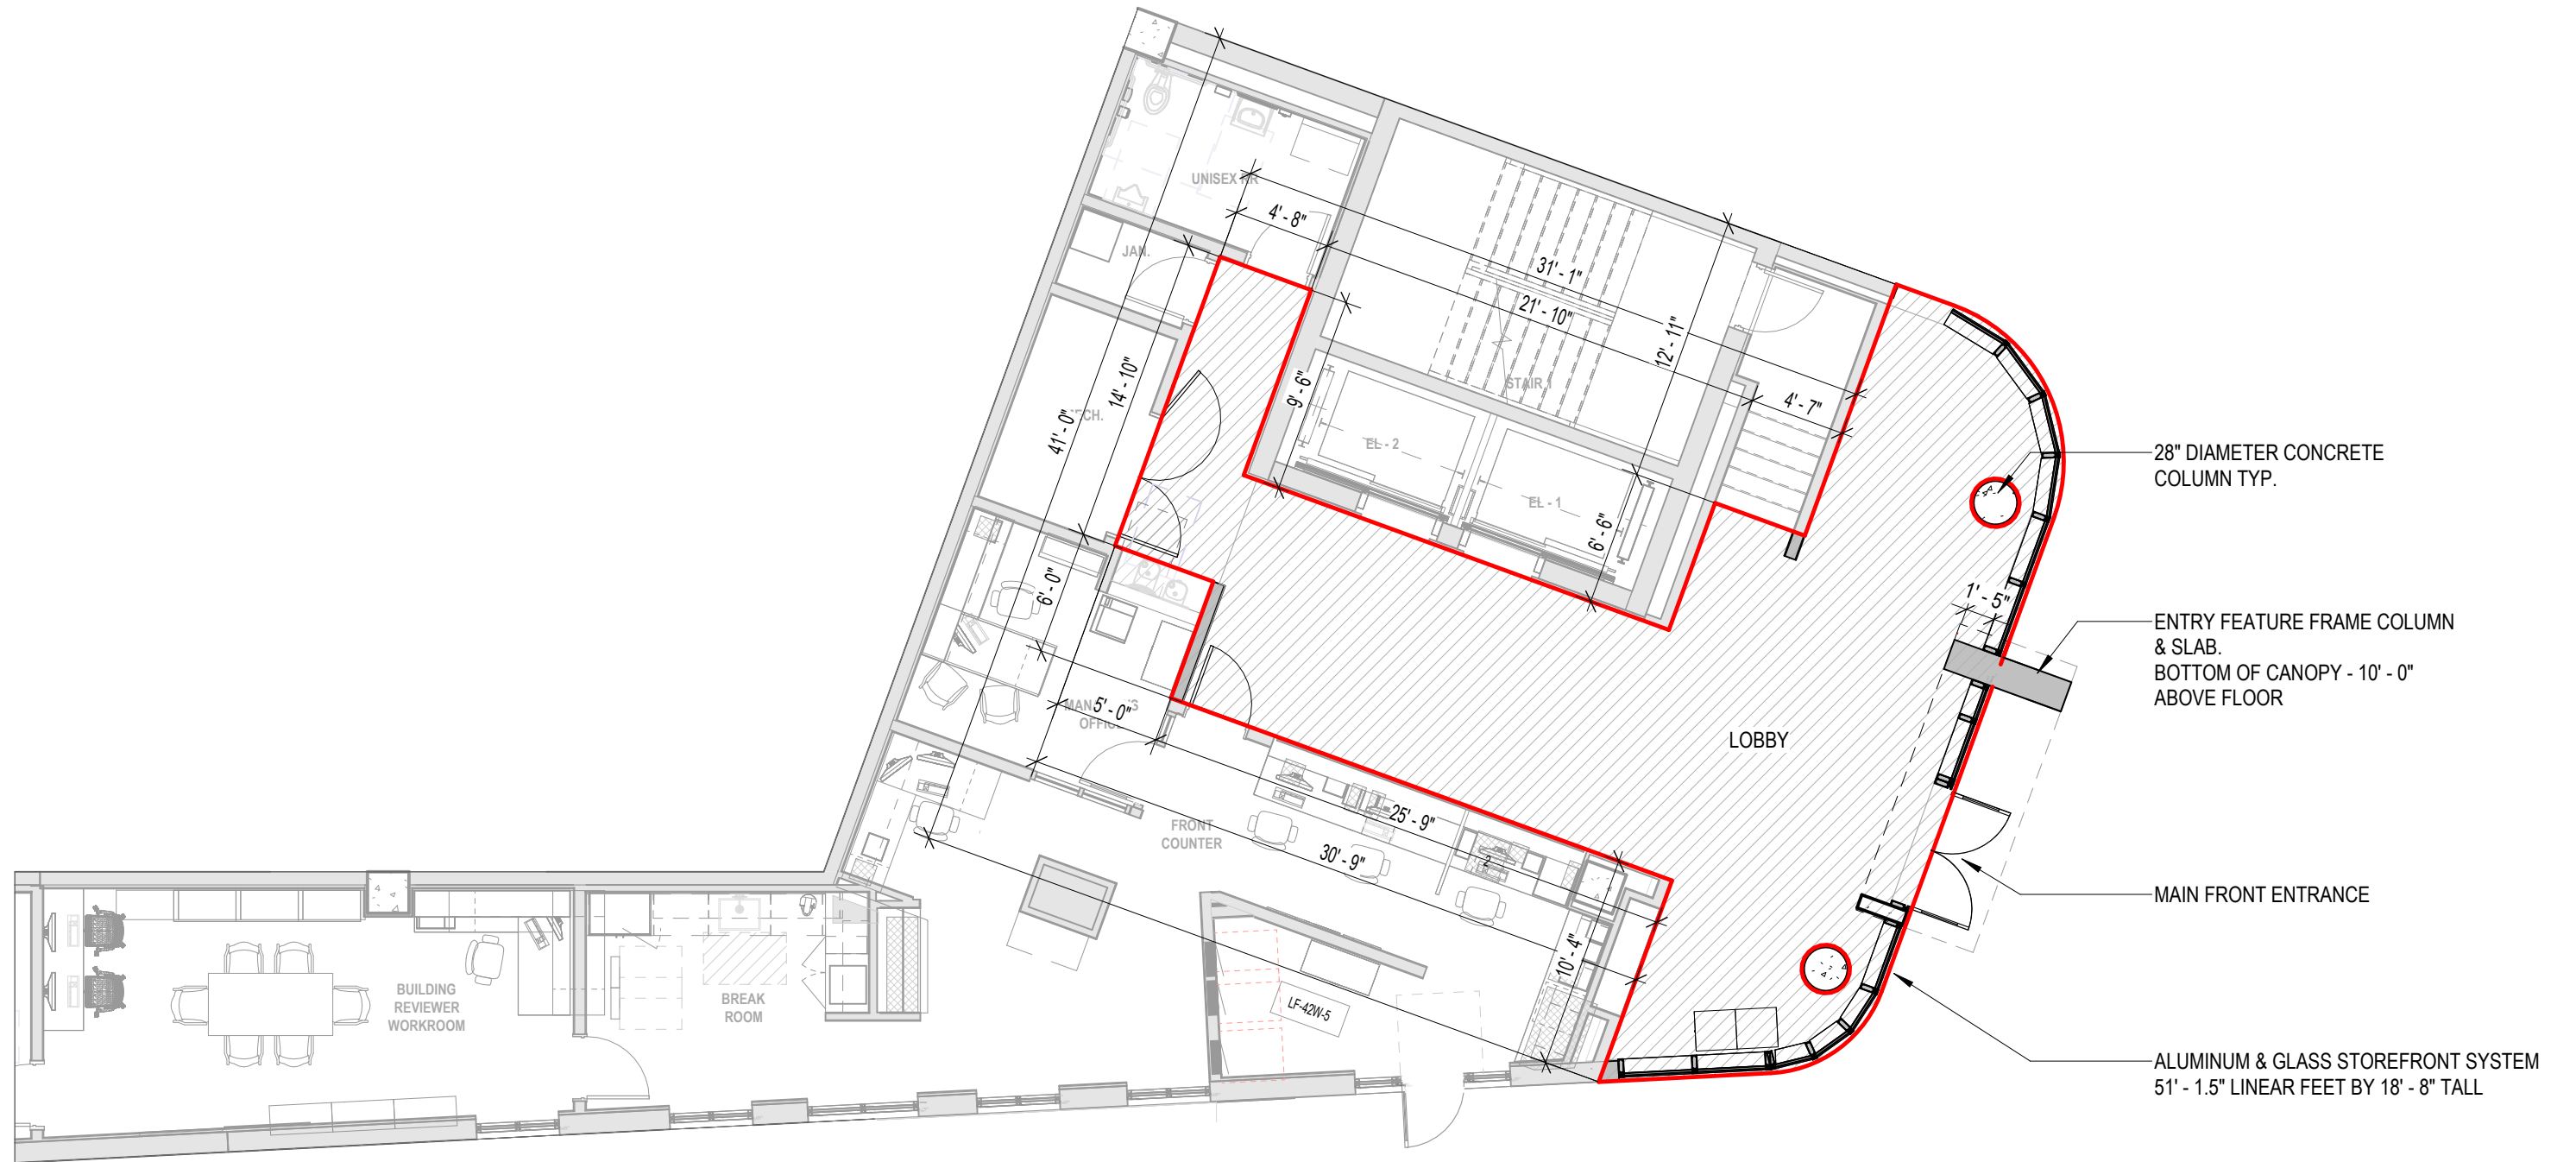 UNISEX RR
4' - 8"
JAN.
31' - 1"
21' - 10"
12' - 11"
14' - 10"
9' - 6"
STAIR 1
4' - 7"
41' - 0"
EL - 2
EL - 1
28" DIAMETER CONCRETE
COLUMN TYP.
6' - 6"
6' - 0"
1' - 5"
ENTRY FEATURE FRAME COLUMN
& SLAB.
BOTTOM OF CANOPY - 10' - 0"
ABOVE FLOOR
5' - 0"
OFFICE
LOBBY
FRONT
COUNTER
25' - 9"
30' - 9"
2
MAIN FRONT ENTRANCE
10' - 4"
BUILDING
REVIEWER
WORKROOM
BREAK
ROOM
LF-42W-5
ALUMINUM & GLASS STOREFRONT SYSTEM
51' - 1.5" LINEAR FEET BY 18' - 8" TALL